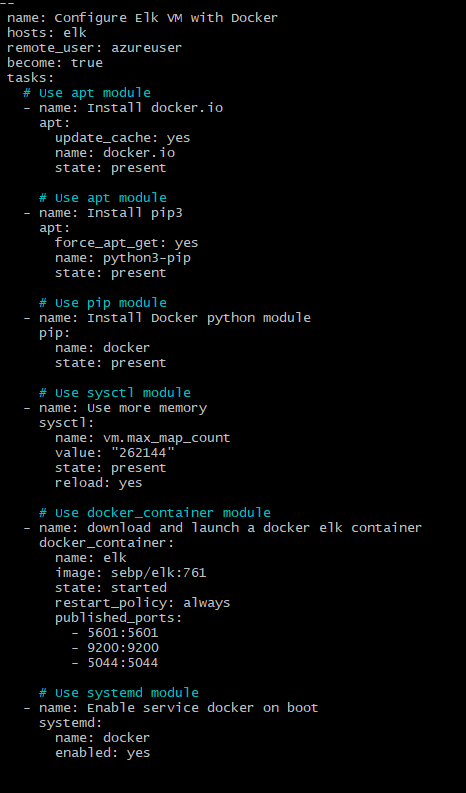 --
name: Configure Elk VM with Docker
hosts: elk
remote_user: azureuser
become: true
tasks:
# Use apt module
- name: Install docker.io
apt:
update_cache: yes
name: docker.io
state: present
# Use apt module
- name: Install pip3
apt:
force_apt_get: yes
name: python3-pip
state: present
# Use pip module
- name: Install Docker python module
pip:
name: docker
state: present
# Use sysctl module
- name: Use more memory
sysctl:
name: vm.max_map_count
value: "262144"
state: present
reload: yes
# Use docker_container module
- name: download and launch a docker elk container
docker_container:
name: elk
image: sebp/elk:761
state: started
restart_policy: always
published_ports:
- 5601:5601
- 9200:9200
- 5044:5044
# Use systemd module
- name: Enable service docker on boot
systemd:
name: docker
enabled: yes